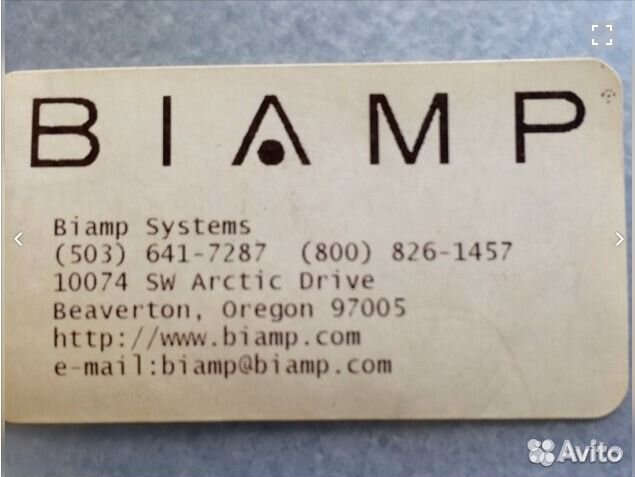 BIAMP
Biamp Systems
(503) 641-7287  (800) 826-1457
10074 SW Arctic Drive
Beaverton, Oregon 97005
http://www.biamp.com
e-mail:biamp@biamp.com
Avito